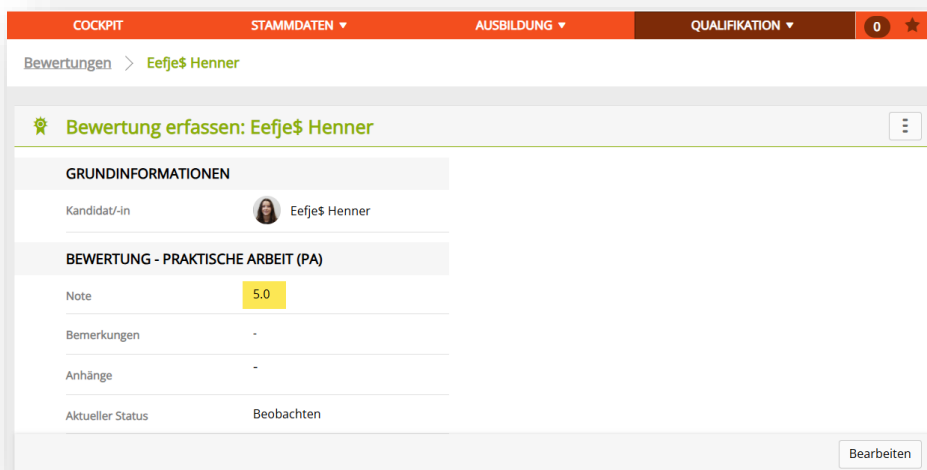 COCKPIT STAMMDATEN ▼ AUSBILDUNG ▼ QUALIFIKATION ▼ 0
Bewertungen > Eefje$ Henner
Bewertung erfassen: Eefje$ Henner
GRUNDINFORMATIONEN
Kandidat/-in Eefje$ Henner
BEWERTUNG - PRAKTISCHE ARBEIT (PA)
Note 5.0
Bemerkungen -
Anhänge -
Aktueller Status Beobachten
Bearbeiten